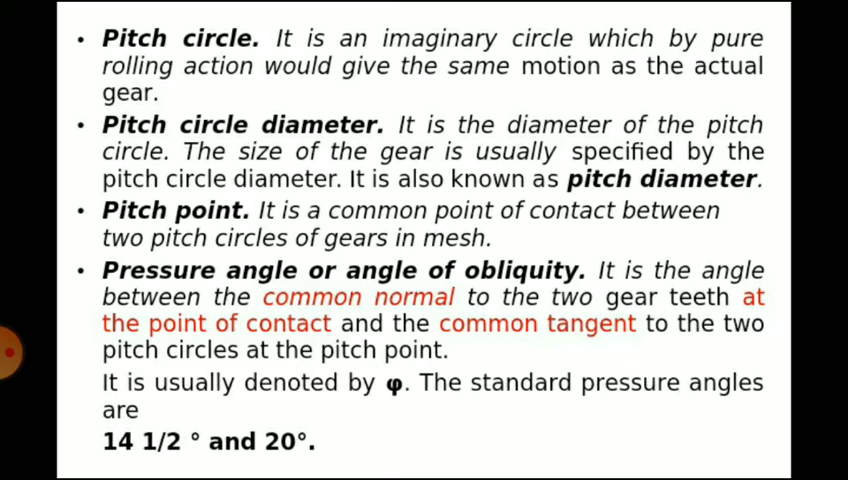 • Pitch circle. It is an imaginary circle which by pure
rolling action would give the same motion as the actual
gear.
• Pitch circle diameter. It is the diameter of the pitch
circle. The size of the gear is usually specified by the
pitch circle diameter. It is also known as pitch diameter.
• Pitch point. It is a common point of contact between
two pitch circles of gears in mesh.
• Pressure angle or angle of obliquity. It is the angle
between the common normal to the two gear teeth at
the point of contact and the common tangent to the two
pitch circles at the pitch point.
It is usually denoted by φ. The standard pressure angles
are
14 1/2 ° and 20°.